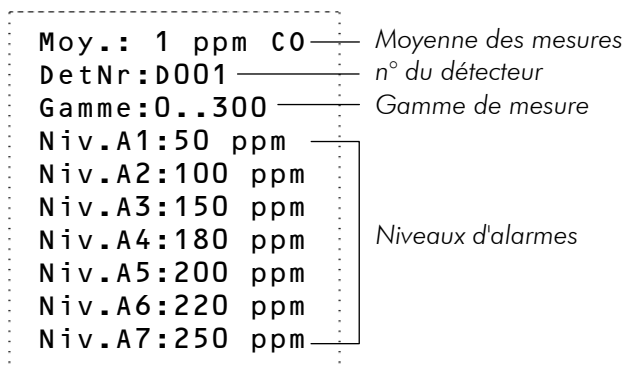 Moy.: 1 ppm CO Moyenne des mesures
DetNr:D001 n° du détecteur
Gamme:0..300 Gamme de mesure
Niv.A1:50 ppm
Niv.A2:100 ppm
Niv.A3:150 ppm
Niv.A4:180 ppm Niveaux d'alarmes
Niv.A5:200 ppm
Niv.A6:220 ppm
Niv.A7:250 ppm